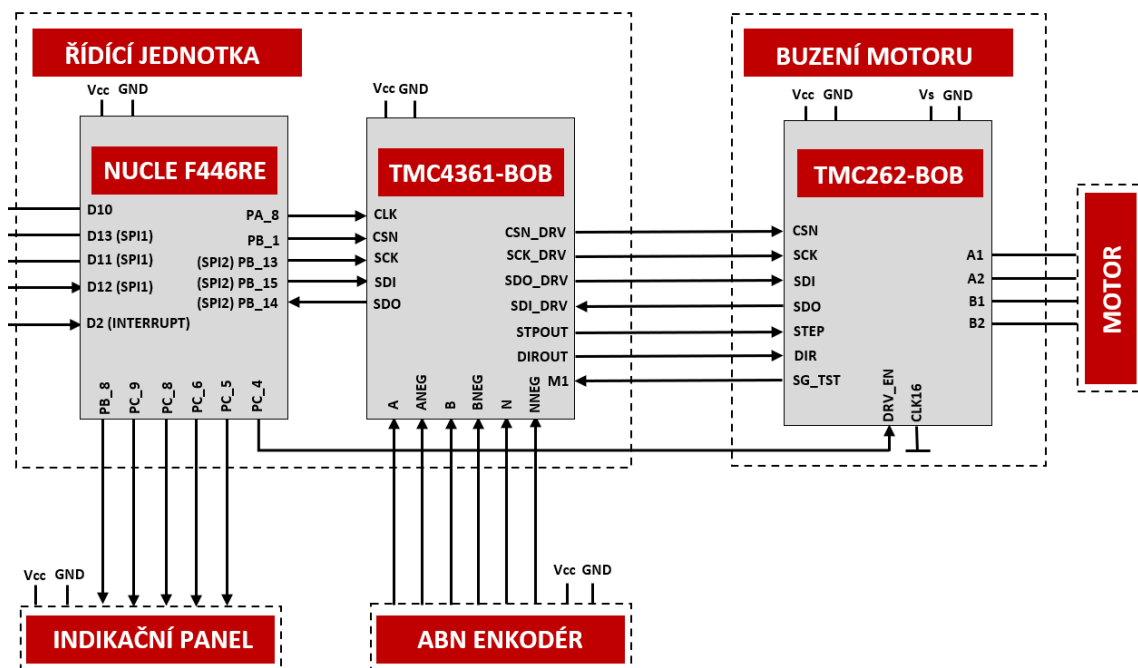 ŘÍDÍCÍ JEDNOTKA
BUZENÍ MOTORU
Vcc GND
Vcc GND
Vcc GND
Vs GND
NUCLE F446RE
TMC4361-BOB
TMC262-BOB
MOTOR
D10
D13 (SPI1)
D11 (SPI1)
D12 (SPI1)
D2 (INTERRUPT)
PA_8
PB_1
(SPI2) PB_13
(SPI2) PB_15
(SPI2) PB_14
PB_8
PC_9
PC_8
PC_6
PC_5
PC_4
CLK
CSN
SCK
SDI
SDO
CSN_DRV
SCK_DRV
SDO_DRV
SDI_DRV
STPOUT
DIROUT
M1
A
ANEG
B
BNEG
N
NNEG
CSN
SCK
SDI
SDO
STEP
DIR
SG_TST
DRV_EN
CLK16
A1
A2
B1
B2
Vcc GND
INDIKAČNÍ PANEL
Vcc GND
ABN ENKODÉR